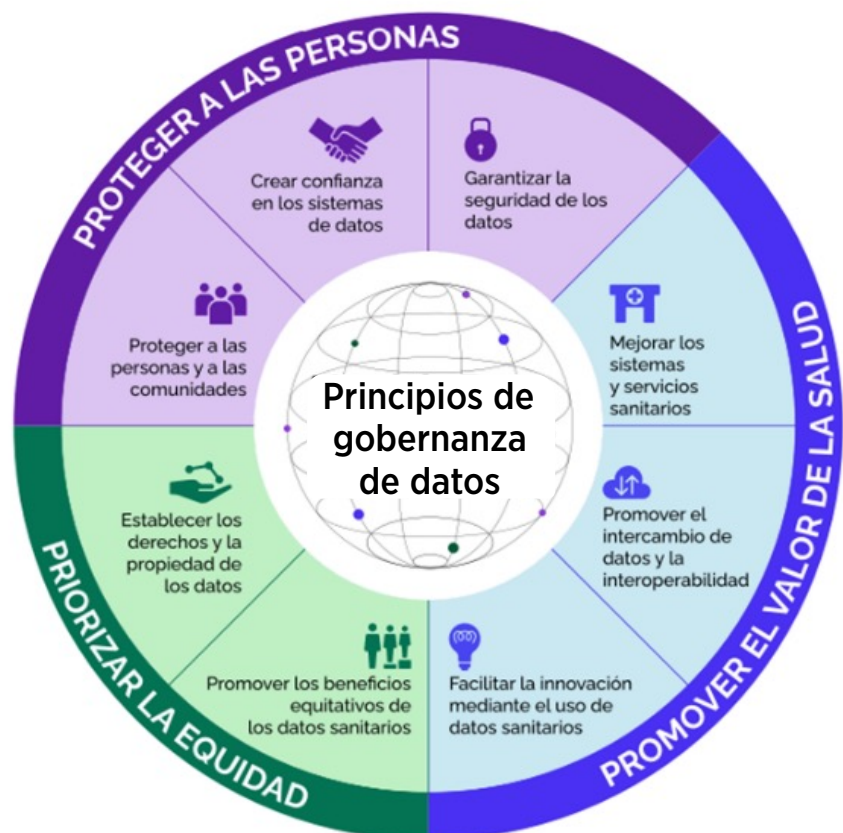 PROTEGER A LAS PERSONAS
Crear confianza
en los sistemas
de datos
Garantizar la
seguridad de los
datos
Proteger a las
personas y a las
comunidades
Mejorar los
sistemas
y servicios
sanitarios
Principios de
gobernanza
de datos
Establecer los
derechos y la
propiedad de
los datos
Promover el
intercambio de
datos y la
interoperabilidad
Promover los beneficios
equitativos de
los datos sanitarios
Facilitar la innovación
mediante el uso de
datos sanitarios
PRIORIZAR LA EQUIDAD
PROMOVER EL VALOR DE LA SALUD